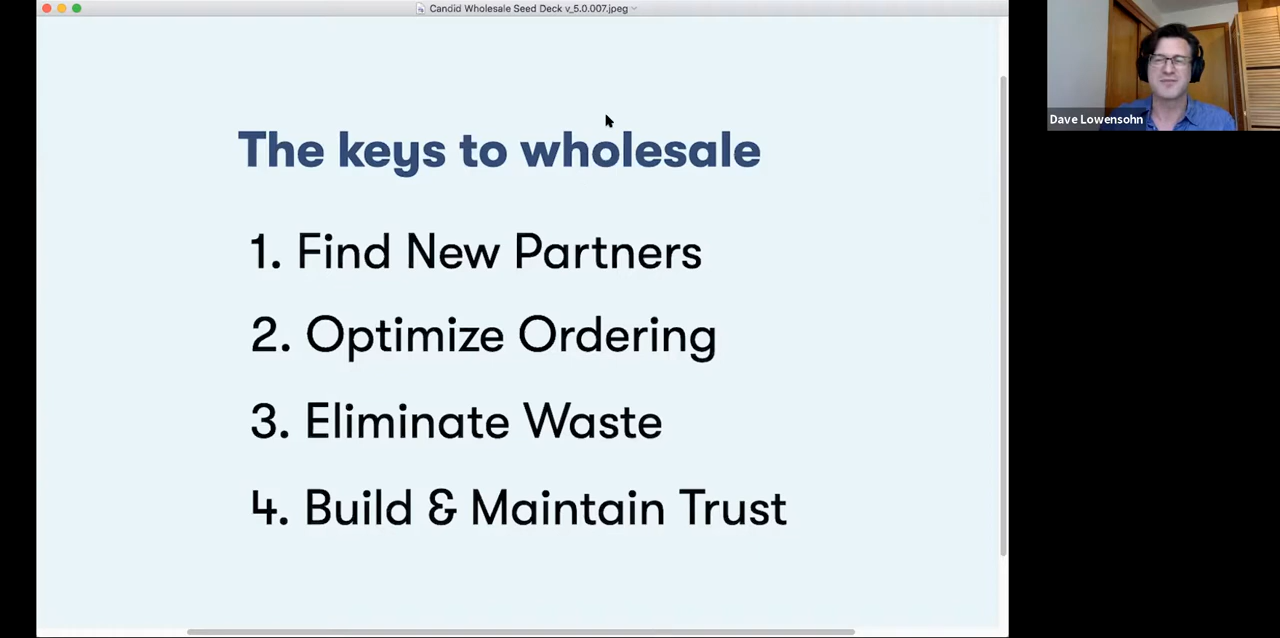 Candid Wholesale Seed Deck v_5.0.007.jpeg
Dave Lowensohn
The keys to wholesale
1. Find New Partners
2. Optimize Ordering
3. Eliminate Waste
4. Build & Maintain Trust